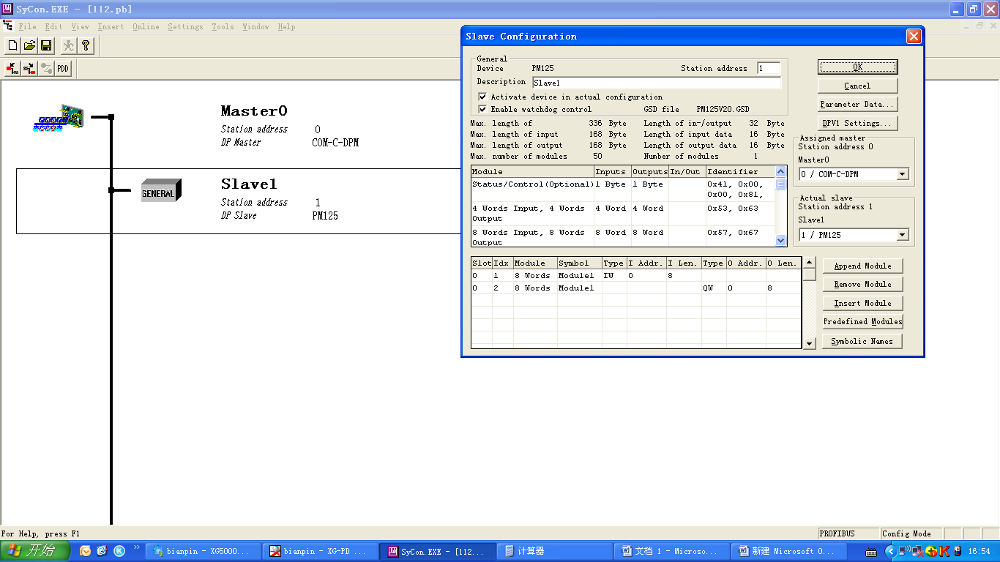 SyCon.EXE - [112.pb]
File Edit View Insert Online Settings Tools Window Help
PDD
Master0
Station address 0
DP Master COM-C-DPM
GENERAL
Slave1
Station address 1
DP Slave PM125
Slave Configuration
General
Device PM125 Station address 1
Description Slave1
Activate device in actual configuration
Enable watchdog control GSD file PM125V20.GSD
Max. length of 336 Byte Length of in-/output 32 Byte
Max. length of input 168 Byte Length of input data 16 Byte
Max. length of output 168 Byte Length of output data 16 Byte
Max. number of modules 50 Number of modules 1
OK
Cancel
Parameter Data...
DPV1 Settings...
Assigned master
Station address 0
Master0
0 / COM-C-DPM
Actual slave
Station address 1
Slave1
1 / PM125
Module Inputs Outputs In/Out Identifier
Status/Control(Optional) 1 Byte 1 Byte 0x41, 0x00,
0x00, 0x81,
4 Words Input, 4 Words 4 Word 4 Word 0x53, 0x63
Output
8 Words Input, 8 Words 8 Word 8 Word 0x57, 0x67
Output
Slot Idx Module Symbol Type I Addr. I Len. Type O Addr. O Len.
0 1 8 Words Module1 IW 0 8
0 2 8 Words Module1 QW 0 8
Append Module
Remove Module
Insert Module
Predefined Modules
Symbolic Names
For Help, press F1
PROFIBUS Config Mode
开始
bianpin - XG5000...
bianpin - XG-PD ...
SyCon.EXE - [112...
计算器
文档 1 - Microso...
新建 Microsoft O...
16:54